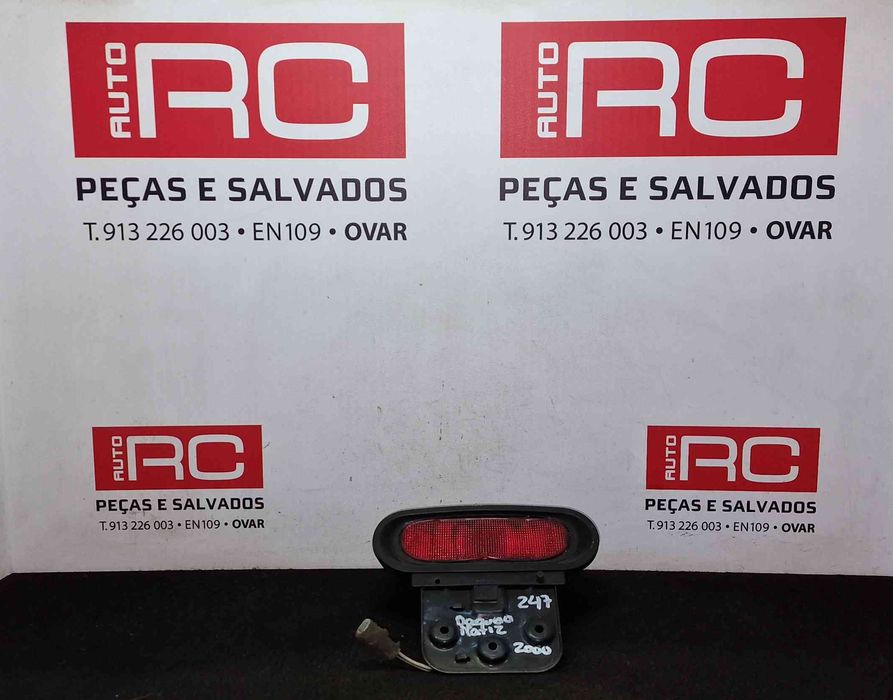 AUTO RC
PEÇAS E SALVADOS
T. 913 226 003 • EN109 • OVAR
AUTO RC
PEÇAS E SALVADOS
T. 913 226 003 • EN109 • OVAR
AUTO RC
PEÇAS E SALVADOS
T. 913 226 003 • EN109 • OVAR
AUTO RC
PEÇAS E SALVADOS
T. 913 226 003 • EN109 • OVAR
247
Matiz
2000